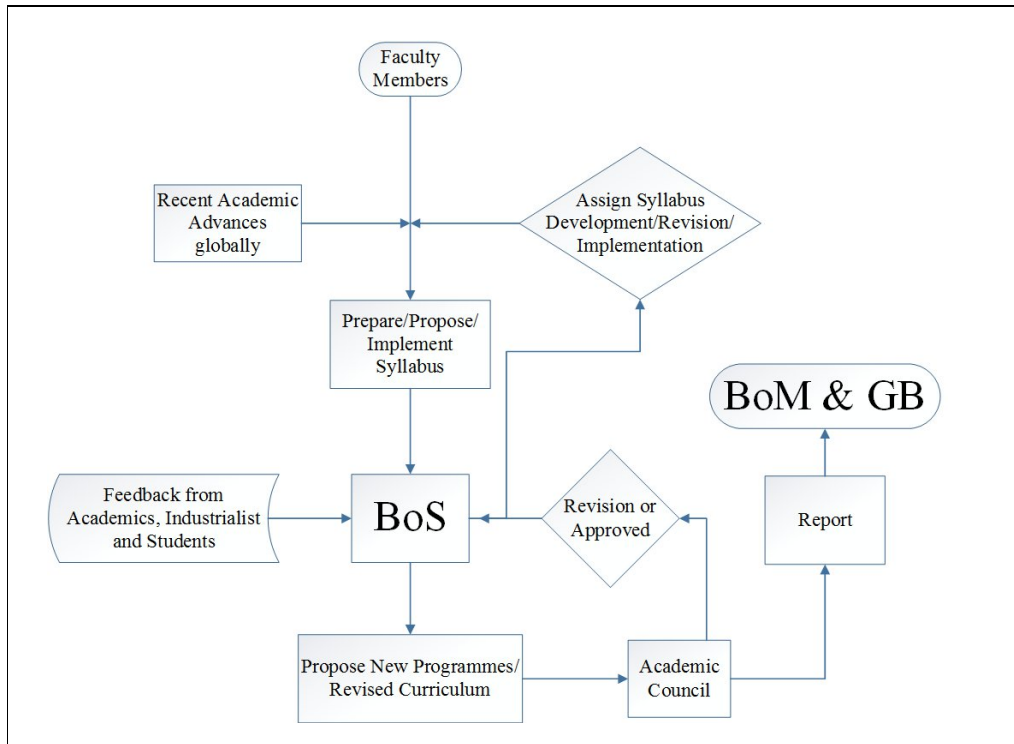 Faculty
Members
Recent Academic
Advances
globally
Assign Syllabus
Development/Revision/
Implementation
Prepare/Propose/
Implement
Syllabus
BoM & GB
Feedback from
Academics, Industrialist
and Students
BoS
Revision or
Approved
Report
Propose New Programmes/
Revised Curriculum
Academic
Council